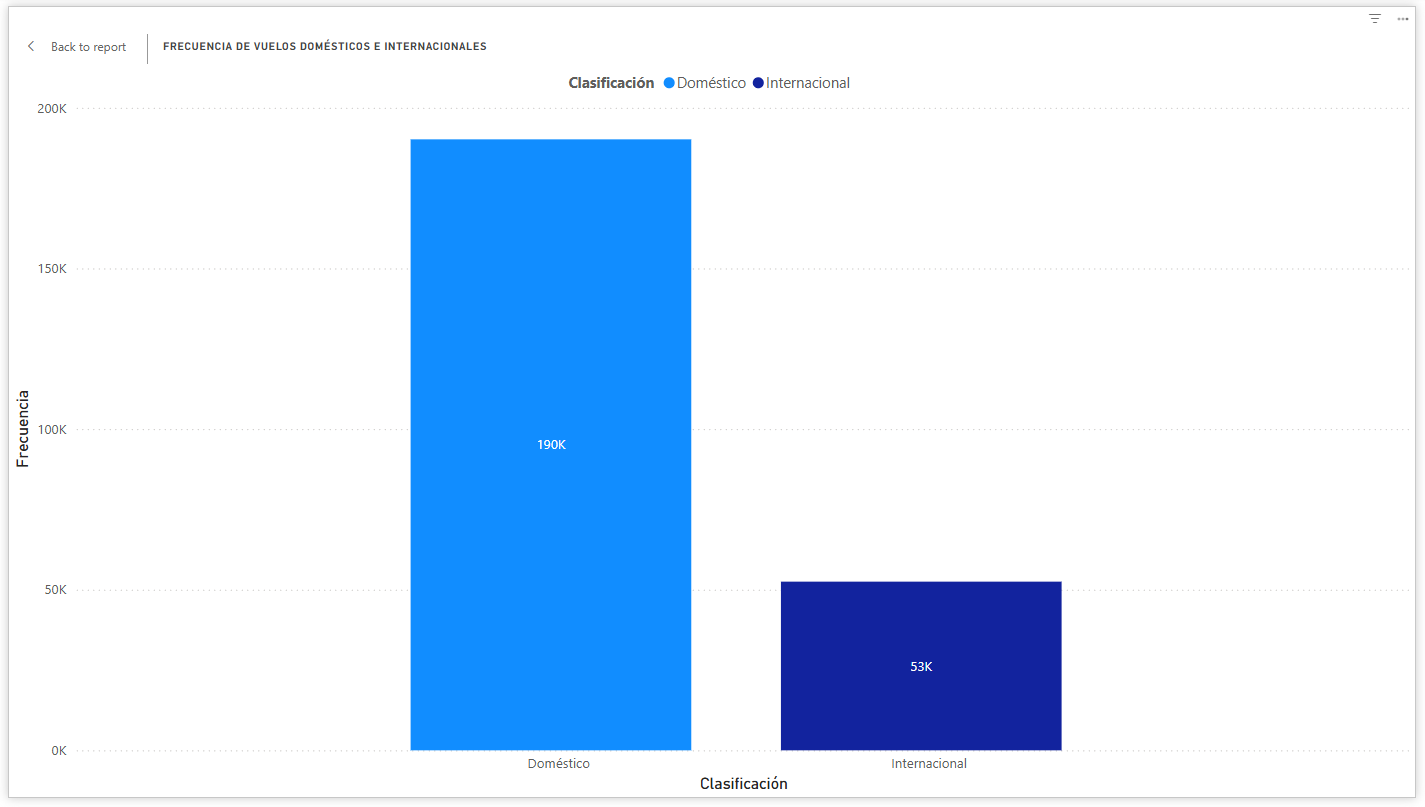 Back to report
FRECUENCIA DE VUELOS DOMÉSTICOS E INTERNACIONALES
Clasificación Doméstico Internacional
200K
150K
100K
50K
0K
Frecuencia
190K
53K
Doméstico Internacional
Clasificación